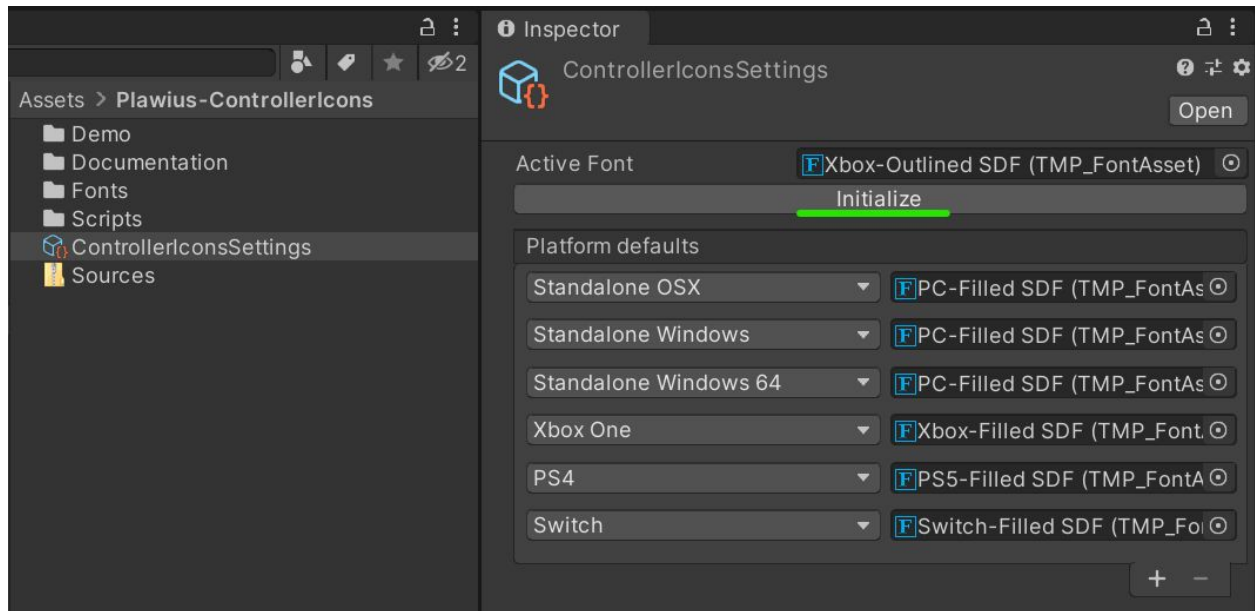 2
Assets > Plawius-ControllerIcons
Demo
Documentation
Fonts
Scripts
ControllerIconsSettings
Sources
Inspector
ControllerIconsSettings
Open
Active Font
Xbox-Outlined SDF (TMP_FontAsset)
Initialize
Platform defaults
Standalone OSX
PC-Filled SDF (TMP_FontAs
Standalone Windows
PC-Filled SDF (TMP_FontAs
Standalone Windows 64
PC-Filled SDF (TMP_FontAs
Xbox One
Xbox-Filled SDF (TMP_Font
PS4
PS5-Filled SDF (TMP_FontA
Switch
Switch-Filled SDF (TMP_Fo